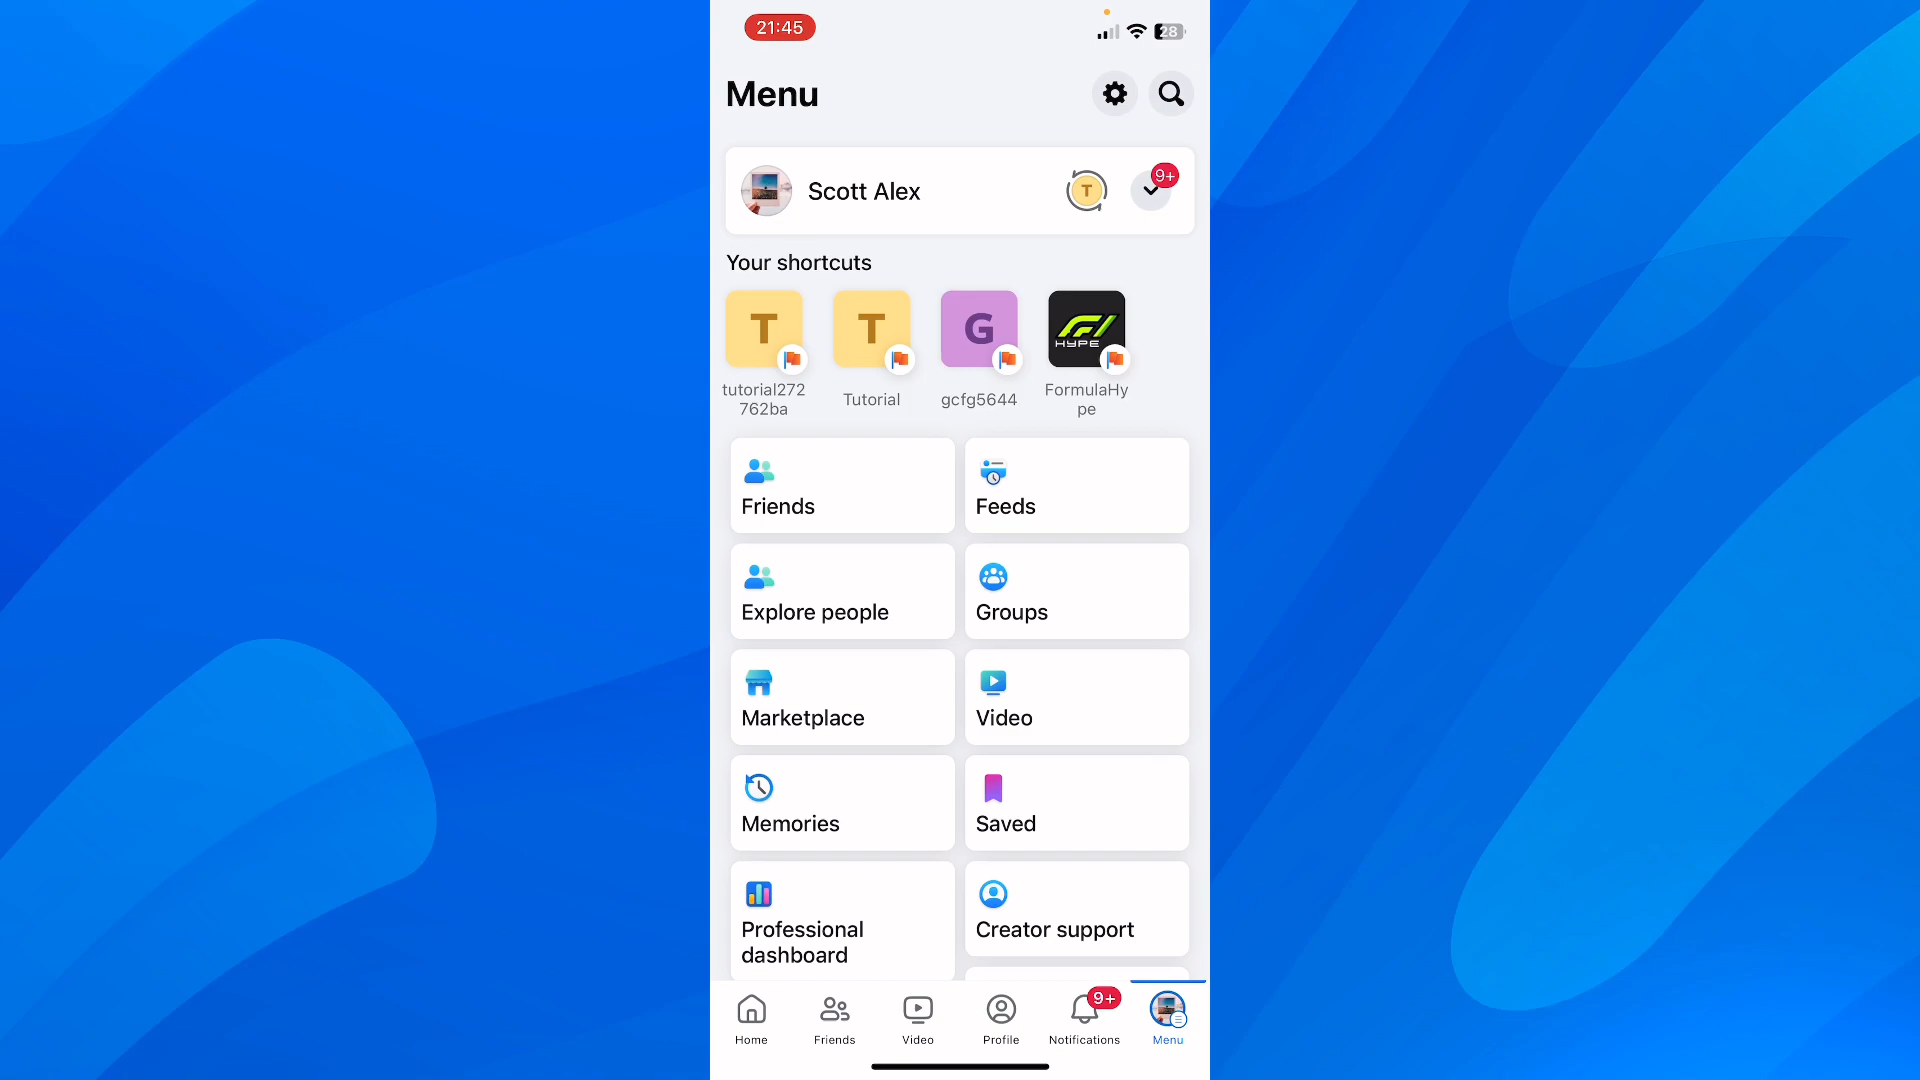 21:45
28
Menu
Scott Alex
T
9+
Your shortcuts
T
T
G
HYPE
tutorial272
762ba
Tutorial
gcfg5644
FormulaHy
pe
Friends
Feeds
Explore people
Groups
Marketplace
Video
Memories
Saved
Professional
dashboard
Creator support
9+
Home
Friends
Video
Profile
Notifications
Menu